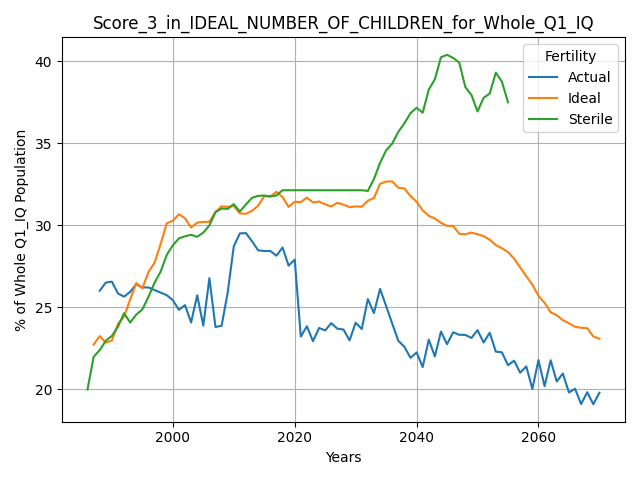 Score_3_in_IDEAL_NUMBER_OF_CHILDREN_for_Whole_Q1_IQ
Fertility
Actual
Ideal
Sterile
% of Whole Q1_IQ Population
40
35
30
25
20
2000
2020
2040
2060
Years